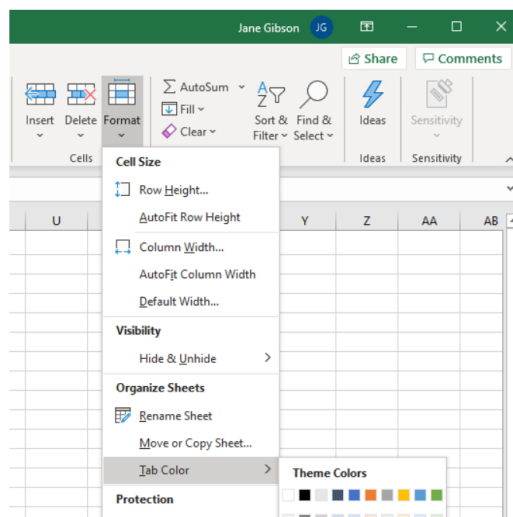 Jane Gibson JG
Share Comments
Insert Delete Format AutoSum Sort & Filter Find & Select Ideas Sensitivity
Fill
Clear
Cells Ideas Sensitivity
Cell Size
Row Height...
AutoFit Row Height
U Y Z AA AB
Column Width...
AutoFit Column Width
Default Width...
Visibility
Hide & Unhide
Organize Sheets
Rename Sheet
Move or Copy Sheet...
Tab Color
Theme Colors
Protection